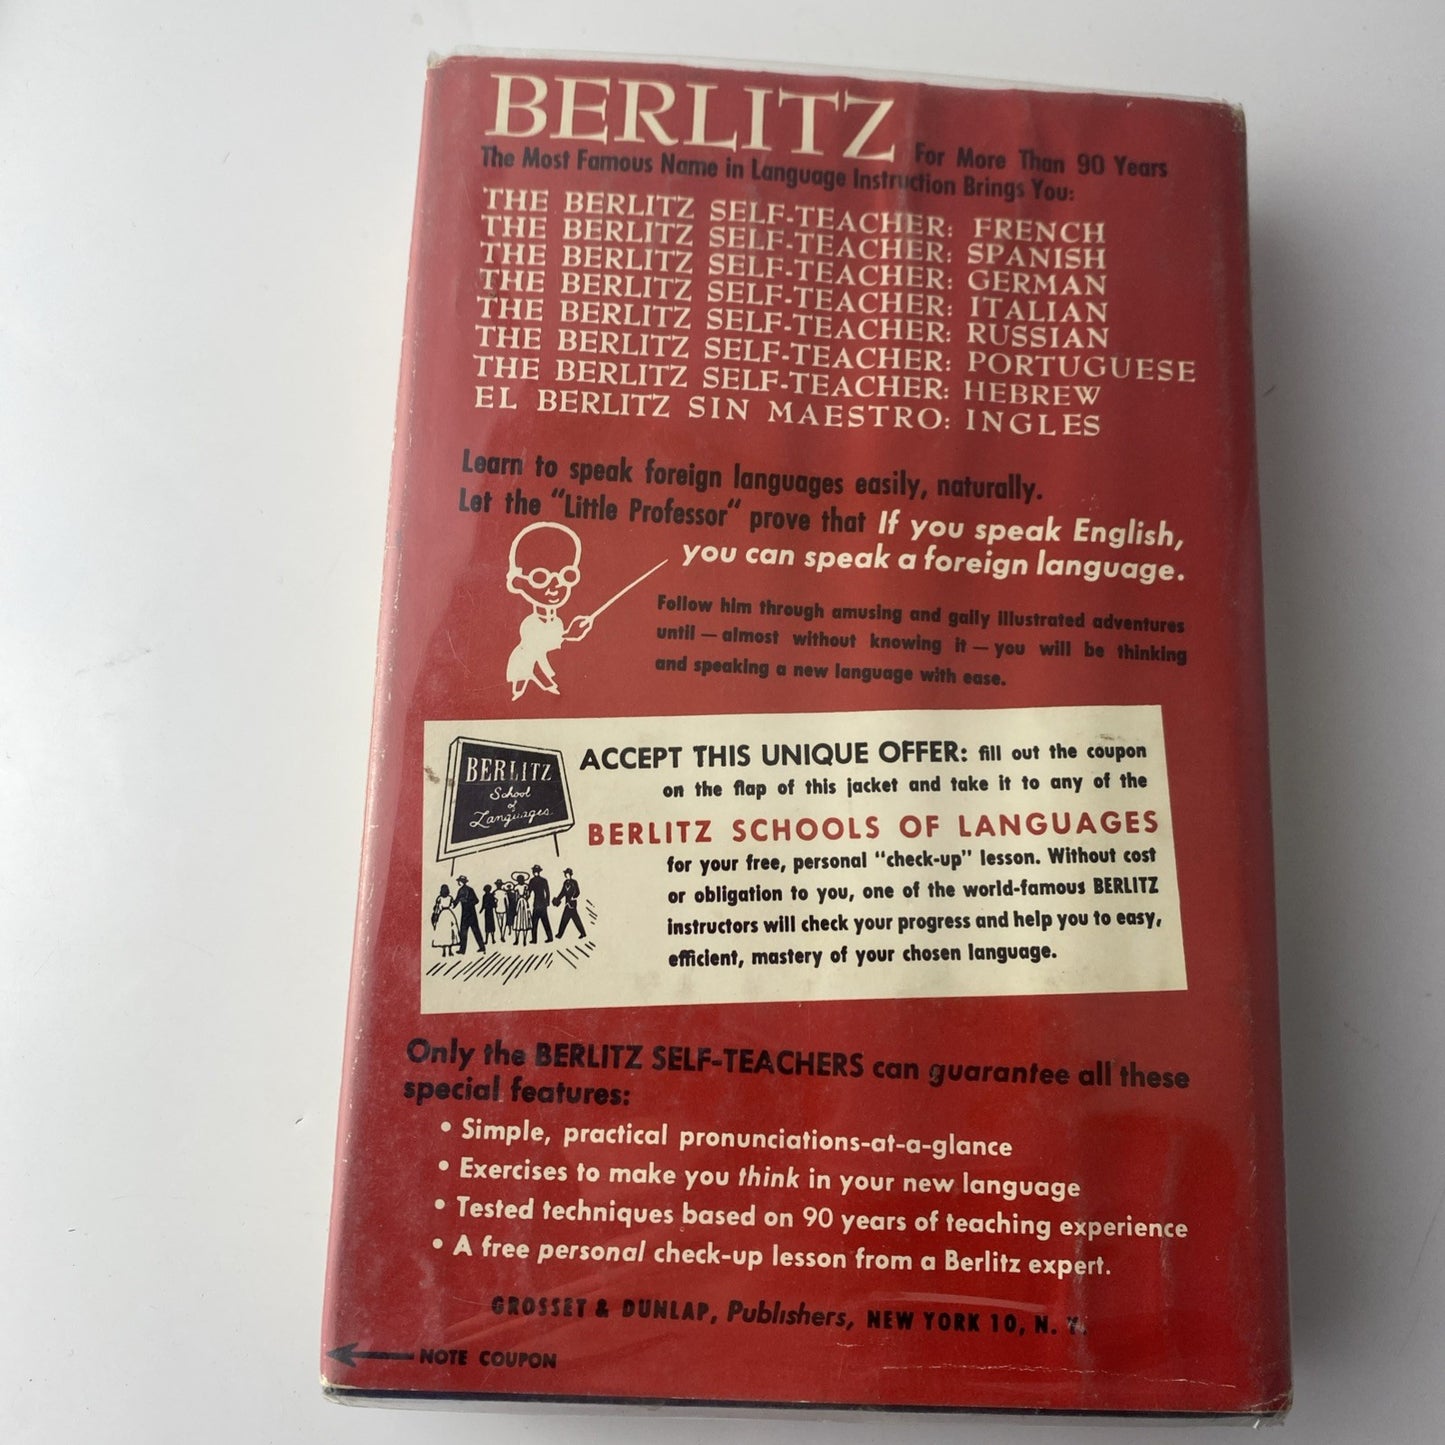 BERLITZ For More Than 90 Years
The Most Famous Name in Language Instruction Brings You:
THE BERLITZ SELF-TEACHER: FRENCH
THE BERLITZ SELF-TEACHER: SPANISH
THE BERLITZ SELF-TEACHER: GERMAN
THE BERLITZ SELF-TEACHER: ITALIAN
THE BERLITZ SELF-TEACHER: RUSSIAN
THE BERLITZ SELF-TEACHER: PORTUGUESE
THE BERLITZ SELF-TEACHER: HEBREW
EL BERLITZ SIN MAESTRO: INGLES
Learn to speak foreign languages easily, naturally.
Let the "Little Professor" prove that If you speak English,
you can speak a foreign language.
Follow him through amusing and gaily illustrated adventures
until — almost without knowing it — you will be thinking
and speaking a new language with ease.
BERLITZ
School
of
Languages
ACCEPT THIS UNIQUE OFFER: fill out the coupon
on the flap of this jacket and take it to any of the
BERLITZ SCHOOLS OF LANGUAGES
for your free, personal "check-up" lesson. Without cost
or obligation to you, one of the world-famous BERLITZ
instructors will check your progress and help you to easy,
efficient, mastery of your chosen language.
Only the BERLITZ SELF-TEACHERS can guarantee all these
special features:
• Simple, practical pronunciations-at-a-glance
• Exercises to make you think in your new language
• Tested techniques based on 90 years of teaching experience
• A free personal check-up lesson from a Berlitz expert.
GROSSET & DUNLAP, Publishers, NEW YORK 10, N. Y.
NOTE COUPON